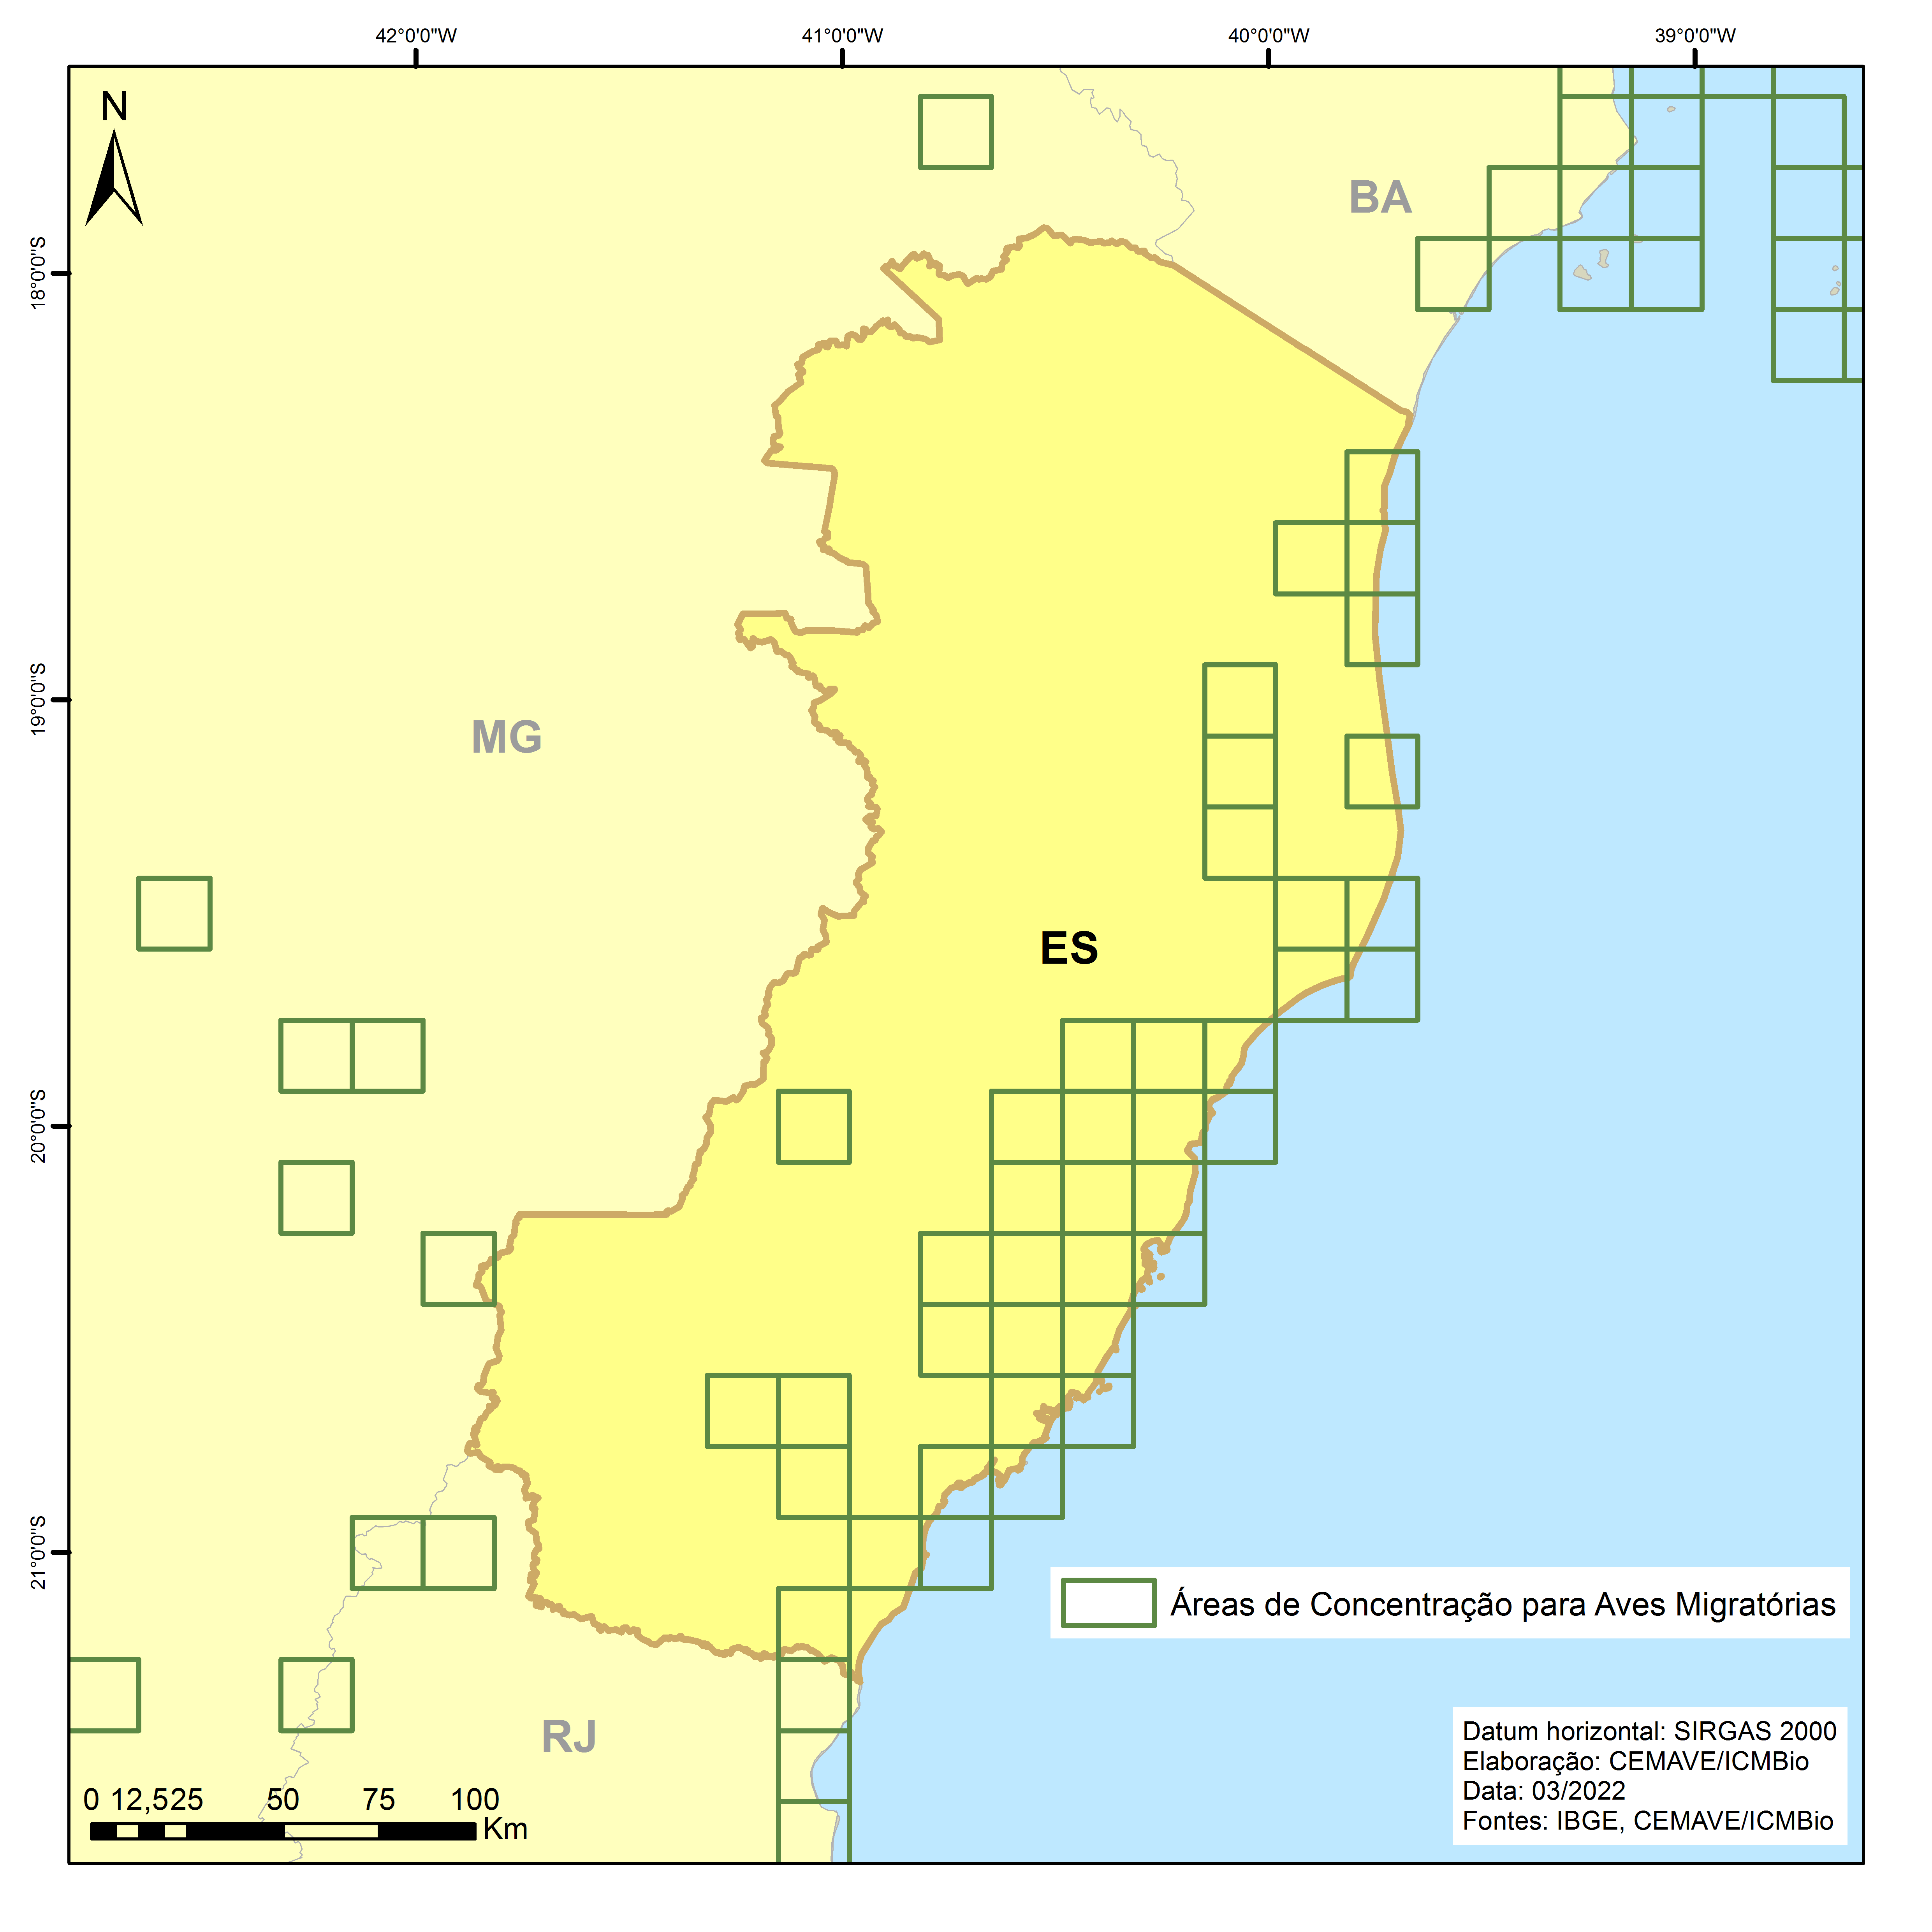 42°0'0"W
41°0'0"W
40°0'0"W
39°0'0"W
N
BA
18°0'0"S
19°0'0"S
MG
ES
20°0'0"S
21°0'0"S
Áreas de Concentração para Aves Migratórias
RJ
Datum horizontal: SIRGAS 2000
Elaboração: CEMAVE/ICMBio
Data: 03/2022
Fontes: IBGE, CEMAVE/ICMBio
0 12,525 50 75 100
Km